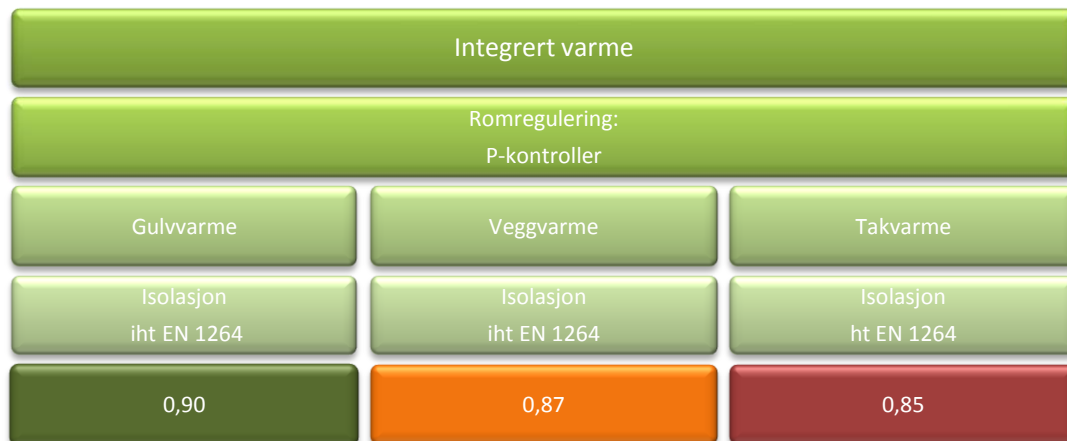 Integrert varme
Romregulering:
P-kontroller
Gulvvarme
Veggvarme
Takvarme
Isolasjon
iht EN 1264
Isolasjon
iht EN 1264
Isolasjon
ht EN 1264
0,90
0,87
0,85